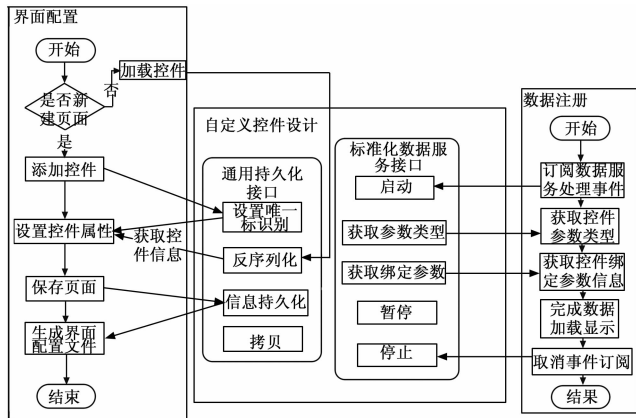 界面配置
开始
加载控件
是否新
建页面
否
是
添加控件
设置控件属性
获取控
件信息
保存页面
生成界面
配置文件
结束
自定义控件设计
通用持久化
接口
设置唯一
标识别
反序列化
信息持久化
拷贝
标准化数据服
务接口
启动
获取参数类型
获取绑定参数
暂停
停止
数据注册
开始
订阅数据服
务处理事件
获取控件
参数类型
获取控件绑
定参数信息
完成数据
加载显示
取消事件订阅
结果